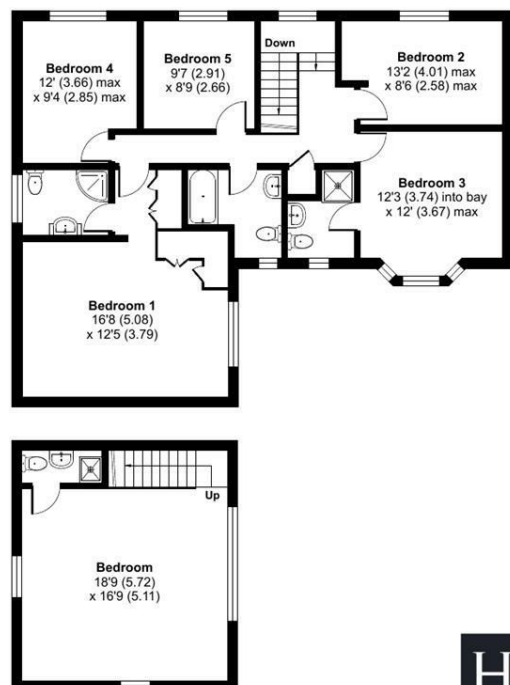 Down
Bedroom 4
12' (3.66) max
x 9'4 (2.85) max
Bedroom 5
9'7 (2.91)
x 8'9 (2.66)
Bedroom 2
13'2 (4.01) max
x 8'6 (2.58) max
Bedroom 3
12'3 (3.74) into bay
x 12' (3.67) max
Bedroom 1
16'8 (5.08)
x 12'5 (3.79)
Up
Bedroom
18'9 (5.72)
x 16'9 (5.11)
H